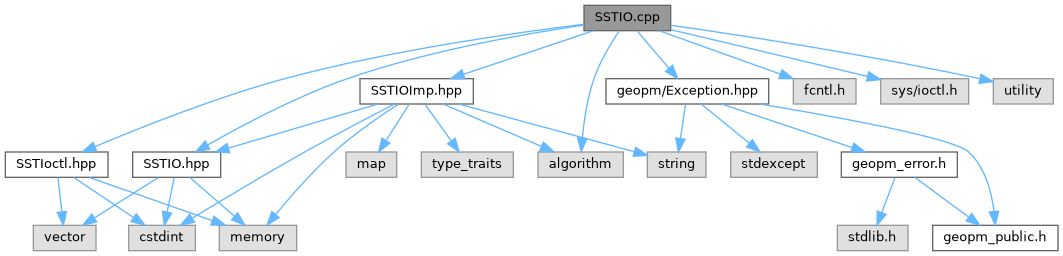 SSTIO.cpp
SSTIOImp.hpp
geopm/Exception.hpp
fcntl.h
sys/ioctl.h
utility
SSTIoctl.hpp
SSTIO.hpp
map
type_traits
algorithm
string
stdexcept
geopm_error.h
vector
cstdint
memory
stdlib.h
geopm_public.h